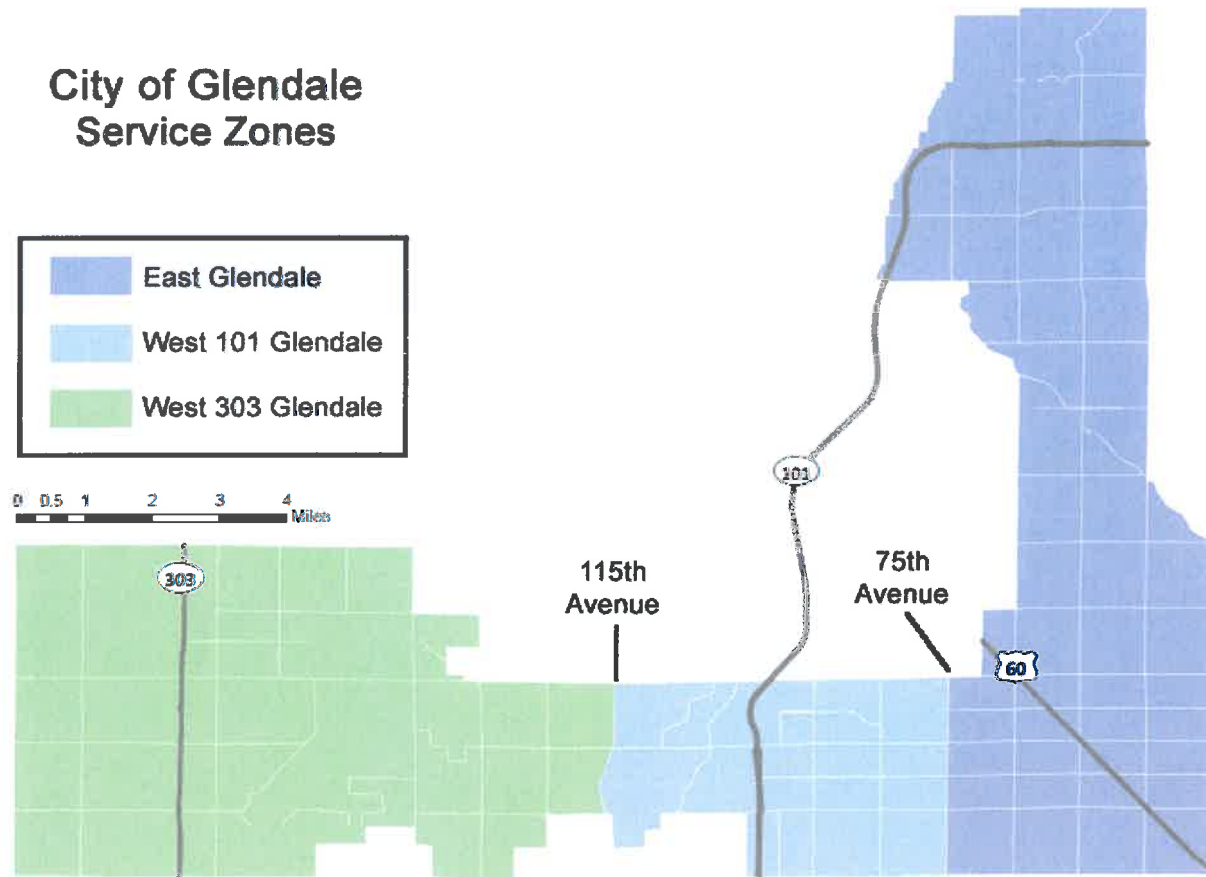 City of Glendale
Service Zones
East Glendale
West 101 Glendale
West 303 Glendale
0 0.5 1 2 3 4
Miles
303
101
115th
Avenue
75th
Avenue
60